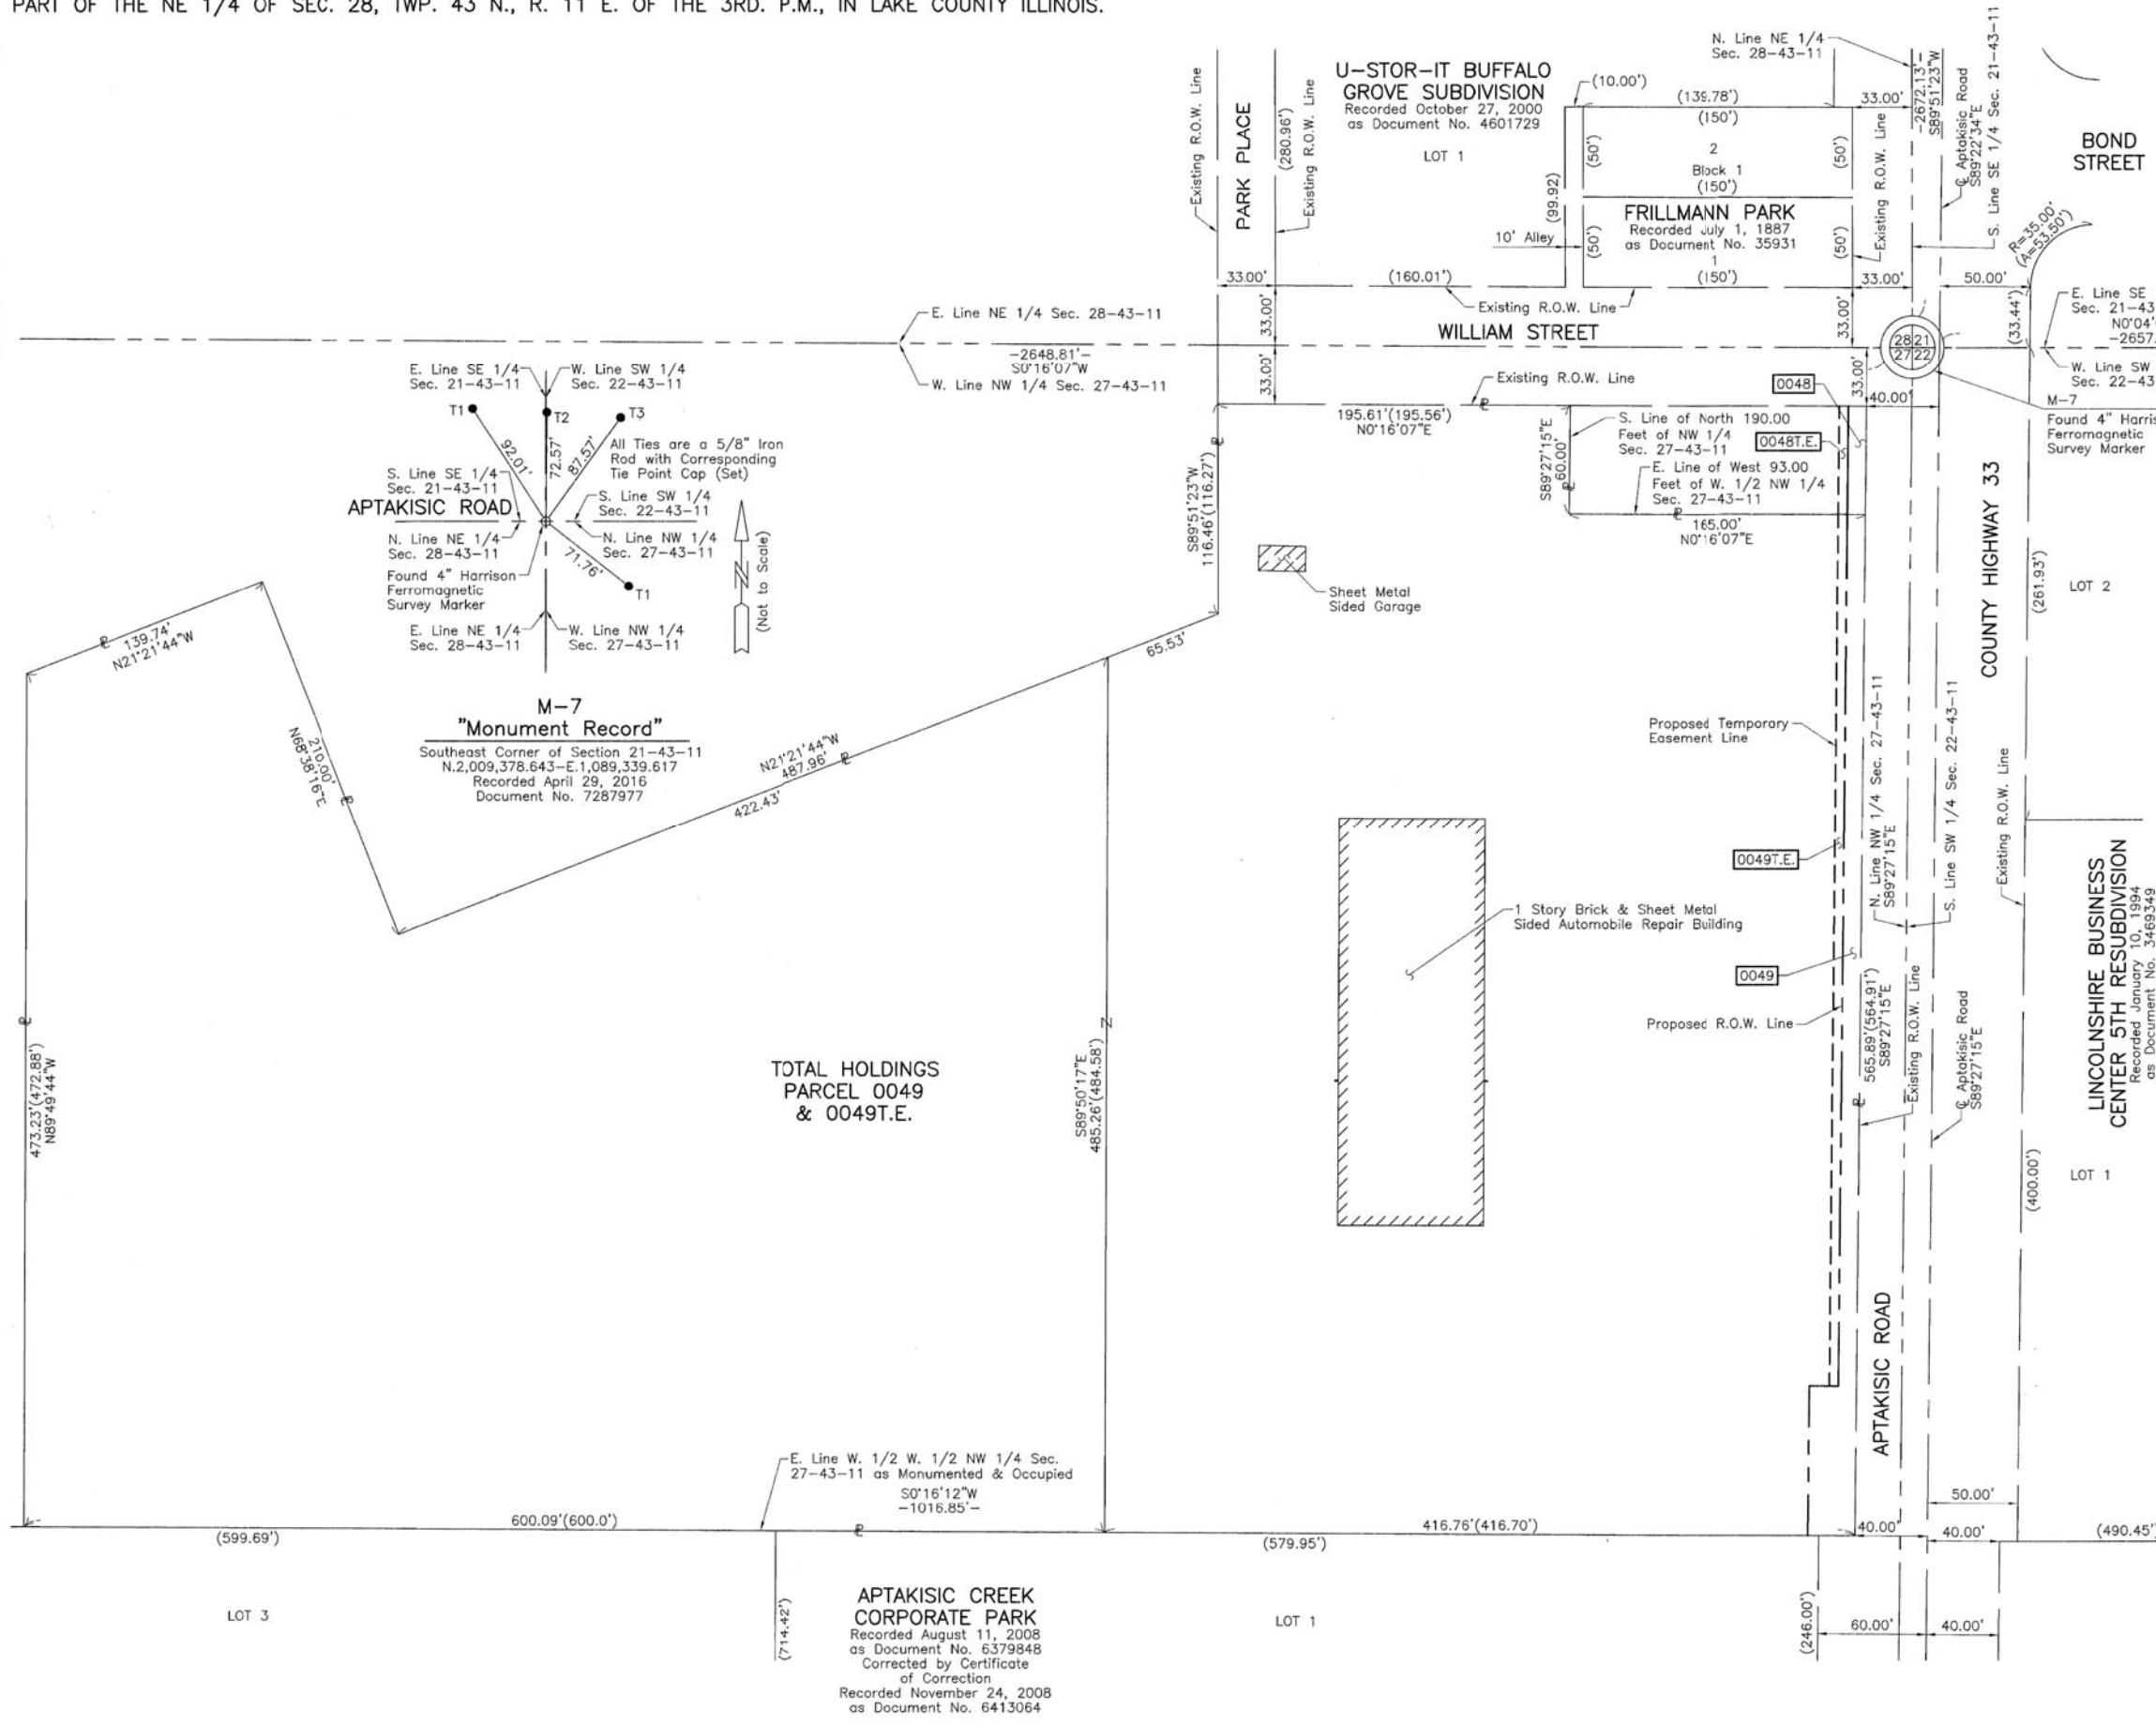 PART OF THE NE 1/4 OF SEC. 28, TWP. 43 N., R. 11 E. OF THE 3RD. P.M., IN LAKE COUNTY ILLINOIS.
Existing R.O.W. Line
PARK PLACE
(280.96')
Existing R.O.W. Line
U-STOR-IT BUFFALO
GROVE SUBDIVISION
Recorded October 27, 2000
as Document No. 4601729
LOT 1
(10.00')
N. Line NE 1/4
Sec. 28-43-11
(139.78')
(150')
33.00'
(50')
2
Block 1
(150')
(50')
(99.92)
FRILLMANN PARK
Recorded July 1, 1887
as Document No. 35931
1
(150')
10' Alley
(50')
(50')
Existing R.O.W. Line
33.00'
-2672.13'-
S89°51'23"W
℄ Aptakisic Road
S89°22'34"E
S. Line SE 1/4 Sec. 21-43-11
BOND
STREET
R=35.00'
(A=53.50')
50.00'
(33.44')
E. Line SE
Sec. 21-43
N0°04'
-2657.
W. Line SW
Sec. 22-43
M-7
Found 4" Harris
Ferromagnetic
Survey Marker
28 21
27 22
33.00'
(160.01')
Existing R.O.W. Line
33.00'
33.00'
WILLIAM STREET
33.00'
33.00'
40.00'
E. Line NE 1/4 Sec. 28-43-11
-2648.81'-
S0°16'07"W
W. Line NW 1/4 Sec. 27-43-11
Existing R.O.W. Line
195.61'(195.56')
N0°16'07"E
0048
0048T.E.
S. Line of North 190.00
Feet of NW 1/4
Sec. 27-43-11
S89°27'15"E
60.00'
E. Line of West 93.00
Feet of W. 1/2 NW 1/4
Sec. 27-43-11
165.00'
N0°16'07"E
S89°51'23"W
116.46'(116.27')
Sheet Metal
Sided Garage
E. Line SE 1/4
Sec. 21-43-11
W. Line SW 1/4
Sec. 22-43-11
T1
T2
T3
92.01'
72.57'
87.57'
All Ties are a 5/8" Iron
Rod with Corresponding
Tie Point Cap (Set)
S. Line SE 1/4
Sec. 21-43-11
APTAKISIC ROAD
S. Line SW 1/4
Sec. 22-43-11
N. Line NE 1/4
Sec. 28-43-11
N. Line NW 1/4
Sec. 27-43-11
71.76'
T1
Found 4" Harrison
Ferromagnetic
Survey Marker
E. Line NE 1/4
Sec. 28-43-11
W. Line NW 1/4
Sec. 27-43-11
N
(Not to Scale)
M-7
"Monument Record"
Southeast Corner of Section 21-43-11
N.2,009,378.643-E.1,089,339.617
Recorded April 29, 2016
Document No. 7287977
139.74'
N21°21'44"W
210.00'
N68°38'16"E
65.53'
N21°21'44"W
487.96'
422.43'
473.23'(472.88')
N89°49'44"W
TOTAL HOLDINGS
PARCEL 0049
& 0049T.E.
S89°50'17"E
485.26'(484.58')
1 Story Brick & Sheet Metal
Sided Automobile Repair Building
Proposed Temporary
Easement Line
0049T.E.
0049
Proposed R.O.W. Line
N. Line NW 1/4 Sec. 27-43-11
S89°27'15"E
S. Line SW 1/4 Sec. 22-43-11
COUNTY HIGHWAY 33
(261.93')
LOT 2
Existing R.O.W. Line
565.89'(564.91')
S89°27'15"E
Existing R.O.W. Line
℄ Aptakisic Road
S89°27'15"E
LINCOLNSHIRE BUSINESS
CENTER 5TH RESUBDIVISION
Recorded January 10, 1994
as Document No. 3469349
(400.00')
LOT 1
APTAKISIC ROAD
50.00'
40.00'
40.00'
(490.45'
E. Line W. 1/2 W. 1/2 NW 1/4 Sec.
27-43-11 as Monumented & Occupied
S0°16'12"W
-1016.85'-
600.09'(600.0')
(599.69')
416.76'(416.70')
(579.95')
LOT 3
(714.42')
APTAKISIC CREEK
CORPORATE PARK
Recorded August 11, 2008
as Document No. 6379848
Corrected by Certificate
of Correction
Recorded November 24, 2008
as Document No. 6413064
LOT 1
(246.00')
60.00'
40.00'